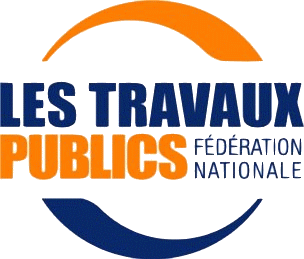 LES TRAVAUX
PUBLICS FÉDÉRATION
NATIONALE